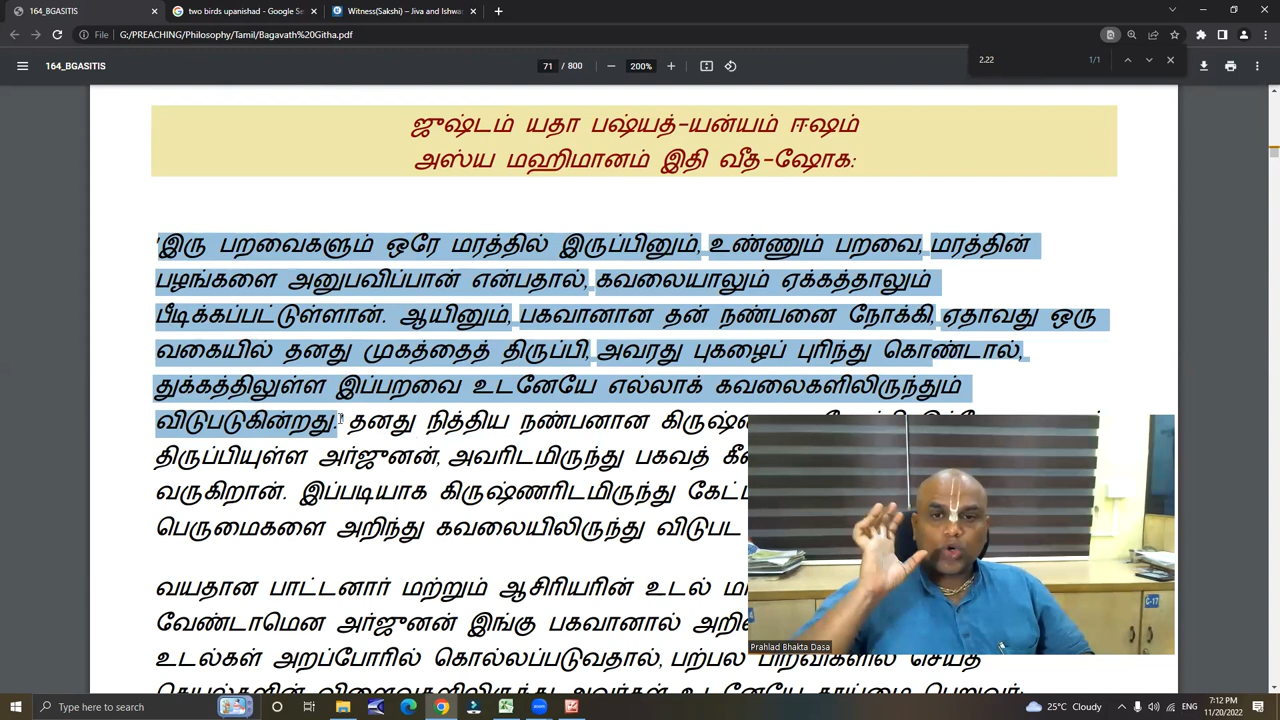 164_BGASITIS
two birds upanishad - Google Se
Witness(Sakshi) – Jiva and Ishwar
File
G:/PREACHING/Philosophy/Tamil/Bagavath%20Githa.pdf
2.22
1/1
164_BGASITIS
71 / 800
200%
ஜுஷ்டம் யதா பஷ்யத்-யன்யம் ஈஷம்
அஸ்ய மஹிமானம் இதி வீத-ஷோக:
'இரு பறவைகளும் ஒரே மரத்தில் இருப்பினும், உண்ணும் பறவை, மரத்தின்
பழங்களை அனுபவிப்பான் என்பதால், கவலையாலும் ஏக்கத்தாலும்
பீடிக்கப்பட்டுள்ளான். ஆயினும், பகவானான தன் நண்பனை நோக்கி, ஏதாவது ஒரு
வகையில் தனது முகத்தைத் திருப்பி, அவரது புகழைப் புரிந்து கொண்டால்,
துக்கத்திலுள்ள இப்பறவை உடனேயே எல்லாக் கவலைகளிலிருந்தும்
விடுபடுகின்றது.' தனது நித்திய நண்பனான
திருப்பியுள்ள அர்ஜுனன், அவரிடமிருந்து பகவத்
வருகிறான். இப்படியாக கிருஷ்ணரிடமிருந்து
பெருமைகளை அறிந்து கவலையிலிருந்து விடுபட
வயதான பாட்டனார் மற்றும் ஆசிரியரின் உடல்
வேண்டாமென அர்ஜுனன் இங்கு பகவானால்
உடல்கள் அறப்போரில் கொல்லப்படுவதால், பற்பல பிறவிகளில் செய்த
C-17
Prahlad Bhakta Dasa
Type here to search
25°C Cloudy
7:12 PM
11/20/2022